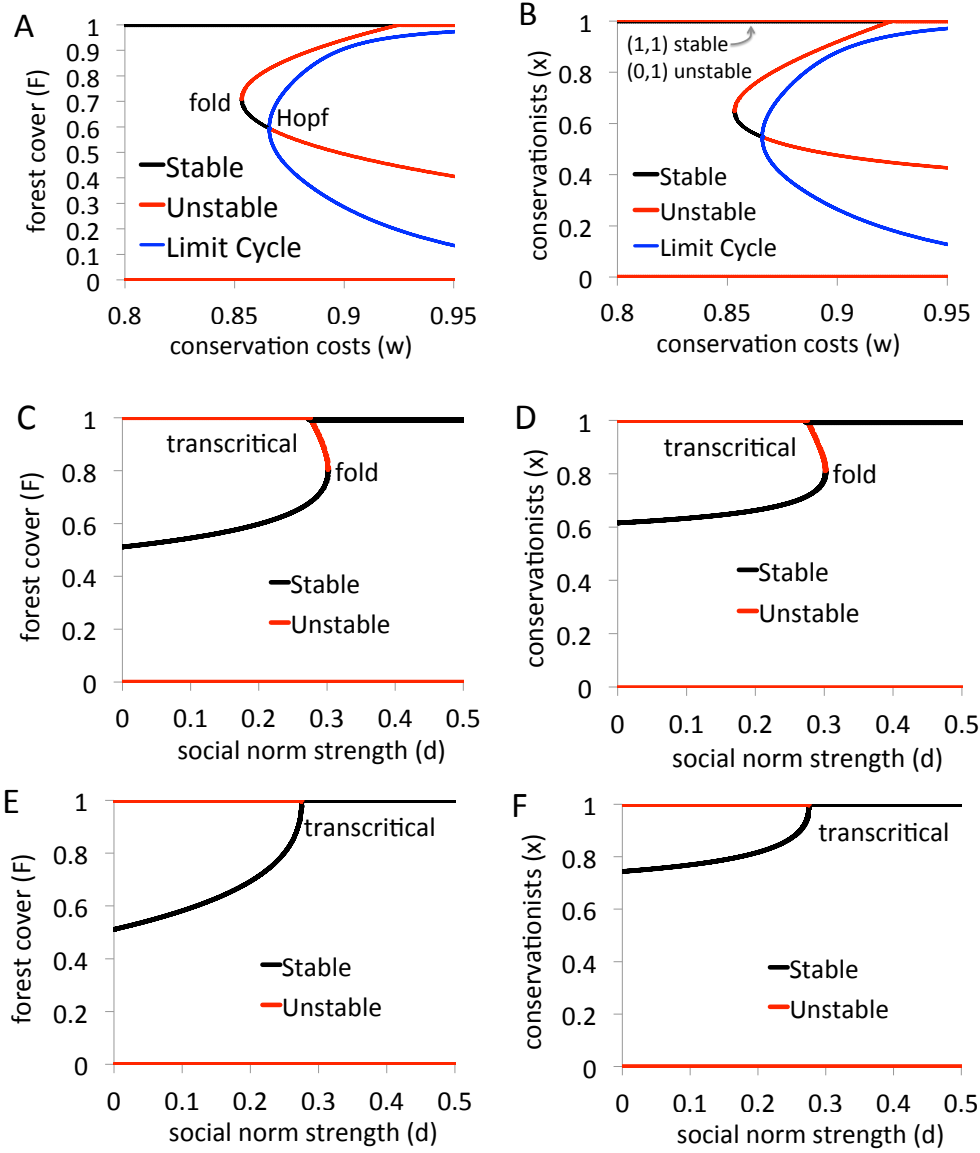 A
forest cover (F)
1
0.9
0.8
0.7
0.6
0.5
0.4
0.3
0.2
0.1
0
fold
Hopf
Stable
Unstable
Limit Cycle
0.8 0.85 0.9 0.95
conservation costs (w)
B
conservationists (x)
1
0.8
0.6
0.4
0.2
0
(1,1) stable
(0,1) unstable
Stable
Unstable
Limit Cycle
0.8 0.85 0.9 0.95
conservation costs (w)
C
forest cover (F)
1
0.8
0.6
0.4
0.2
0
transcritical
fold
Stable
Unstable
0 0.1 0.2 0.3 0.4 0.5
social norm strength (d)
D
conservationists (x)
1
0.8
0.6
0.4
0.2
0
transcritical
fold
Stable
Unstable
0 0.1 0.2 0.3 0.4 0.5
social norm strength (d)
E
forest cover (F)
1
0.8
0.6
0.4
0.2
0
transcritical
Stable
Unstable
0 0.1 0.2 0.3 0.4 0.5
social norm strength (d)
F
conservationists (x)
1
0.8
0.6
0.4
0.2
0
transcritical
Stable
Unstable
0 0.1 0.2 0.3 0.4 0.5
social norm strength (d)